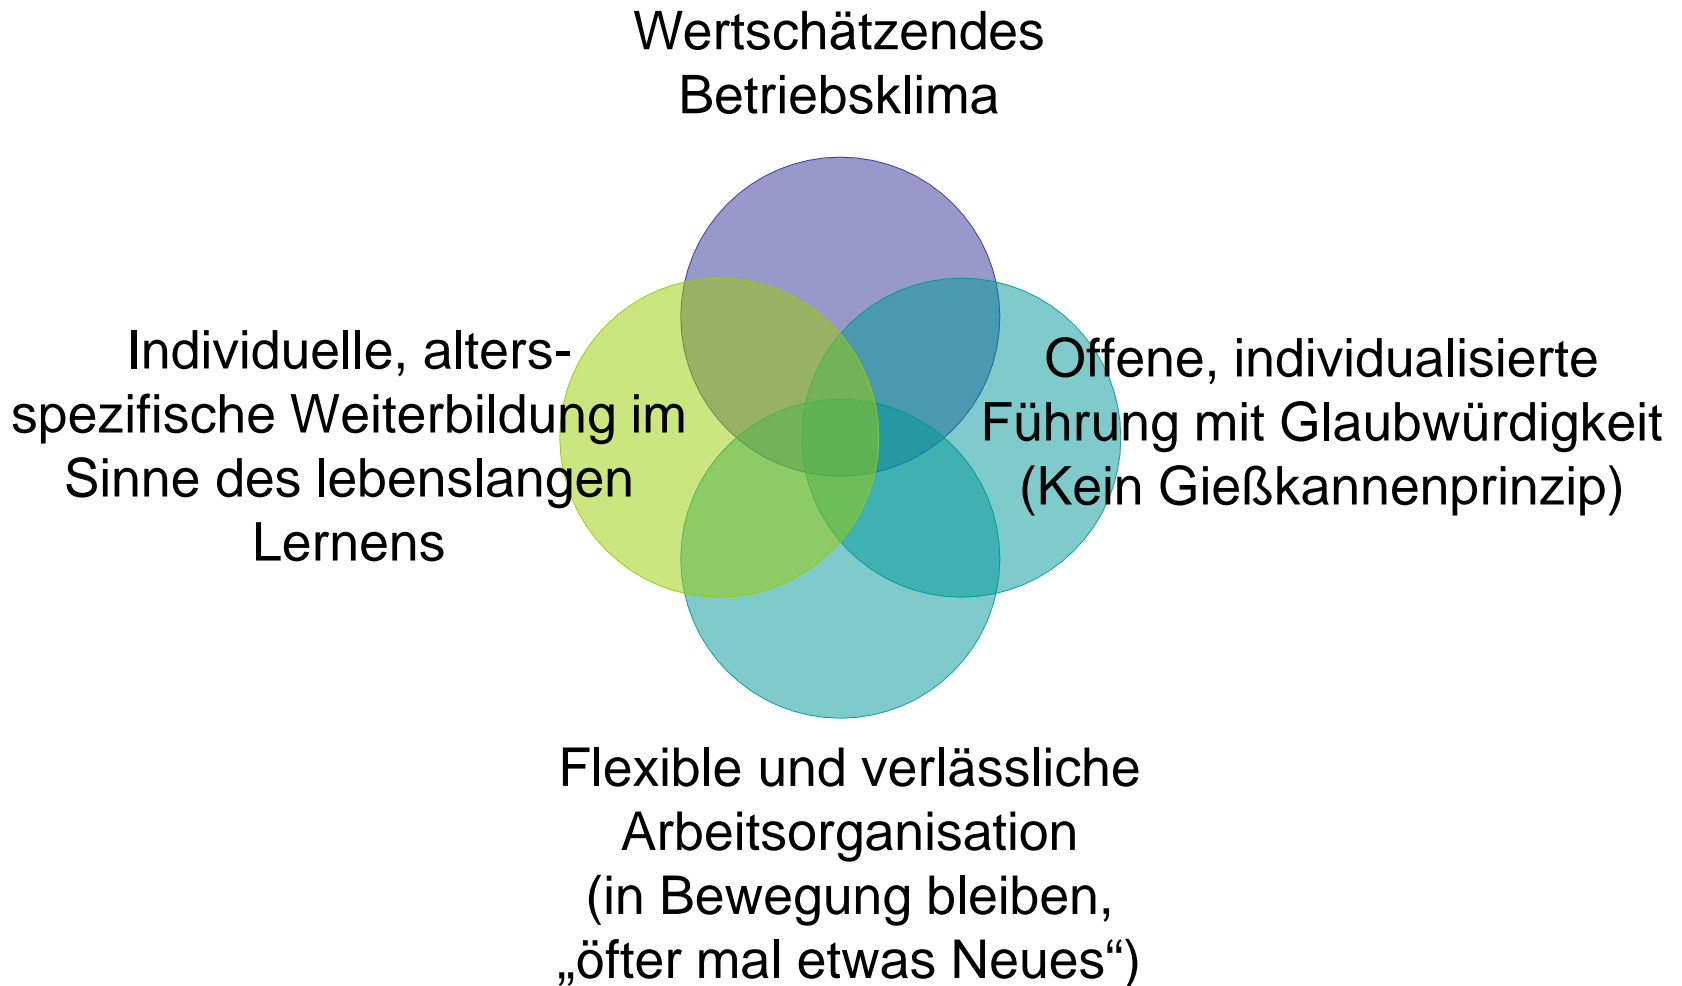 Wertschätzendes
Betriebsklima
Individuelle, alters-
spezifische Weiterbildung im
Sinne des lebenslangen
Lernens
Offene, individualisierte
Führung mit Glaubwürdigkeit
(Kein Gießkannenprinzip)
Flexible und verlässliche
Arbeitsorganisation
(in Bewegung bleiben,
„öfter mal etwas Neues“)